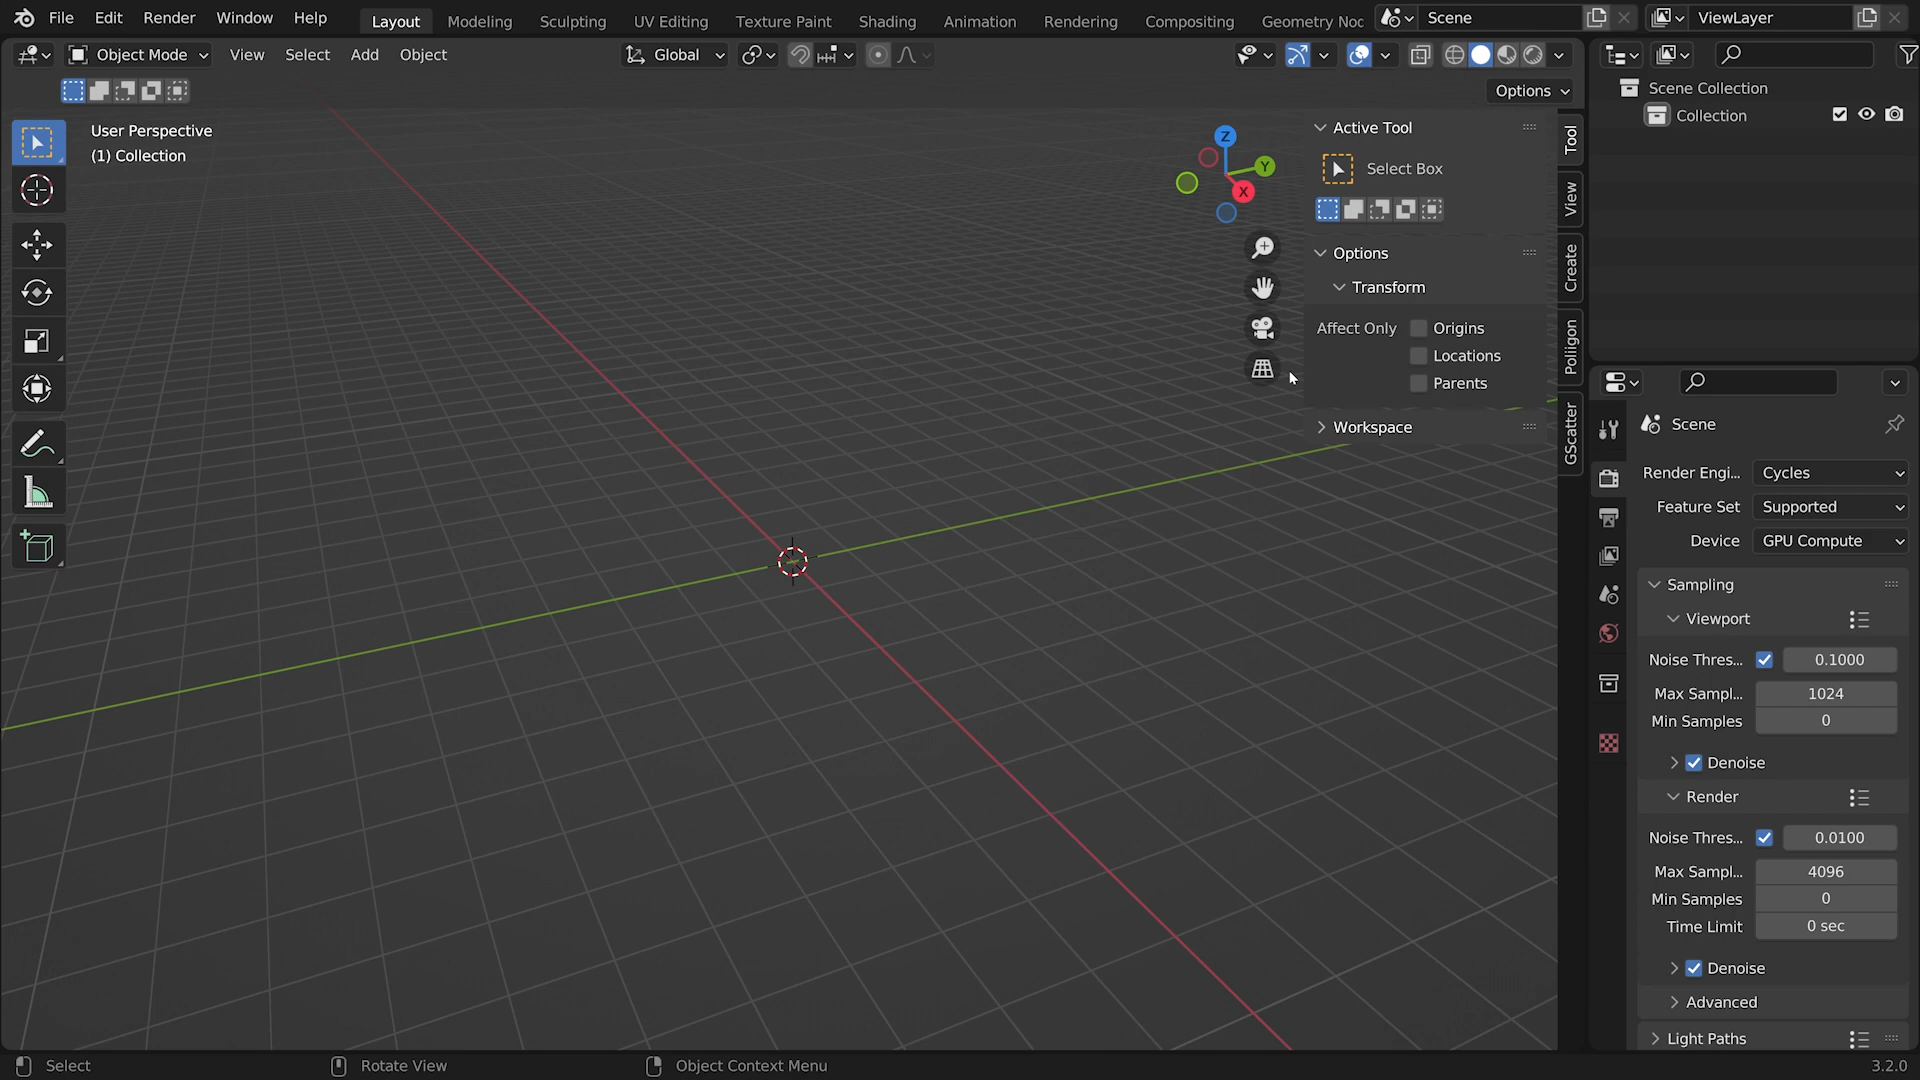 File Edit Render Window Help Layout Modeling Sculpting UV Editing Texture Paint Shading Animation Rendering Compositing Geometry Noc Scene ViewLayer
Object Mode View Select Add Object Global
Options
User Perspective
(1) Collection
Z
Y
X
Active Tool
Select Box
Options
Transform
Affect Only Origins
Locations
Parents
Workspace
Tool
View
Create
Poliigon
GScatter
Scene Collection
Collection
Scene
Render Engi... Cycles
Feature Set Supported
Device GPU Compute
Sampling
Viewport
Noise Thres... 0.1000
Max Sampl... 1024
Min Samples 0
Denoise
Render
Noise Thres... 0.0100
Max Sampl... 4096
Min Samples 0
Time Limit 0 sec
Denoise
Advanced
Light Paths
Select Rotate View Object Context Menu 3.2.0